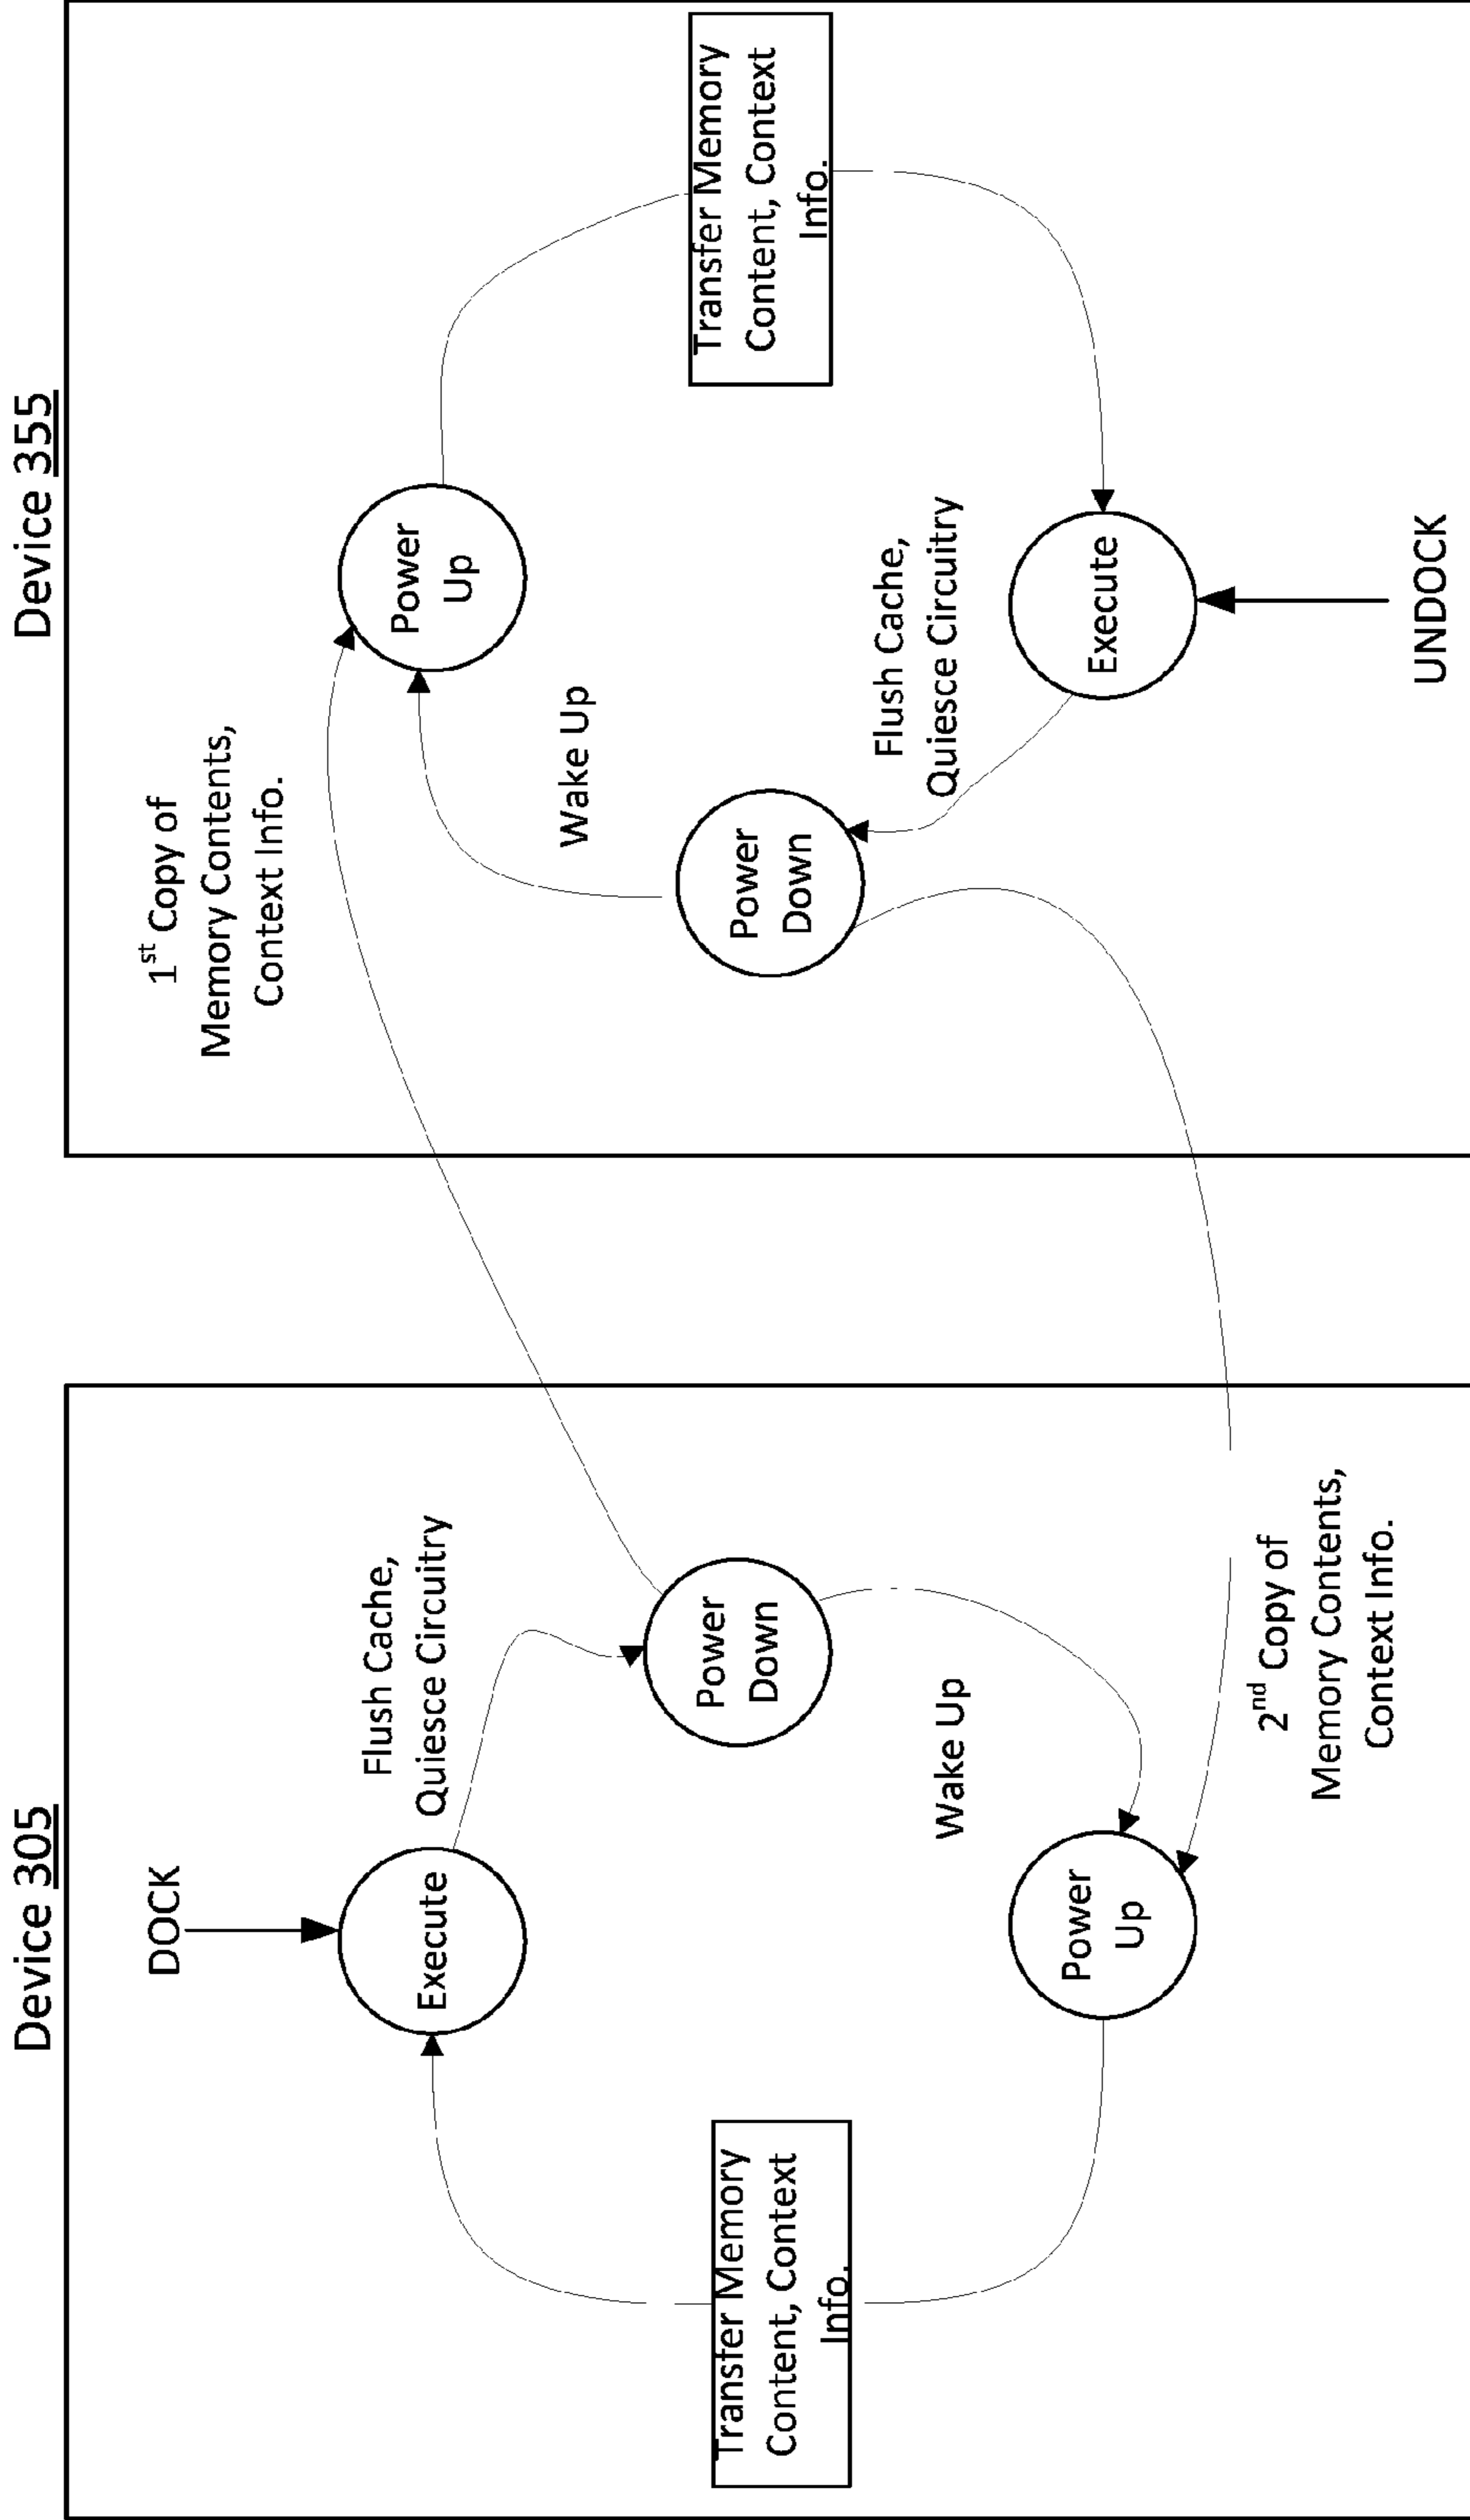 Device 305
DOCK
Execute
Flush Cache,
Quiesce Circuitry
Power
Down
Wake Up
Power
Up
Transfer Memory
Content, Context
Info.
2nd Copy of
Memory Contents,
Context Info.
Device 355
1st Copy of
Memory Contents,
Context Info.
Power
Up
Wake Up
Power
Down
Flush Cache,
Quiesce Circuitry
Execute
Transfer Memory
Content, Context
Info.
UNDOCK